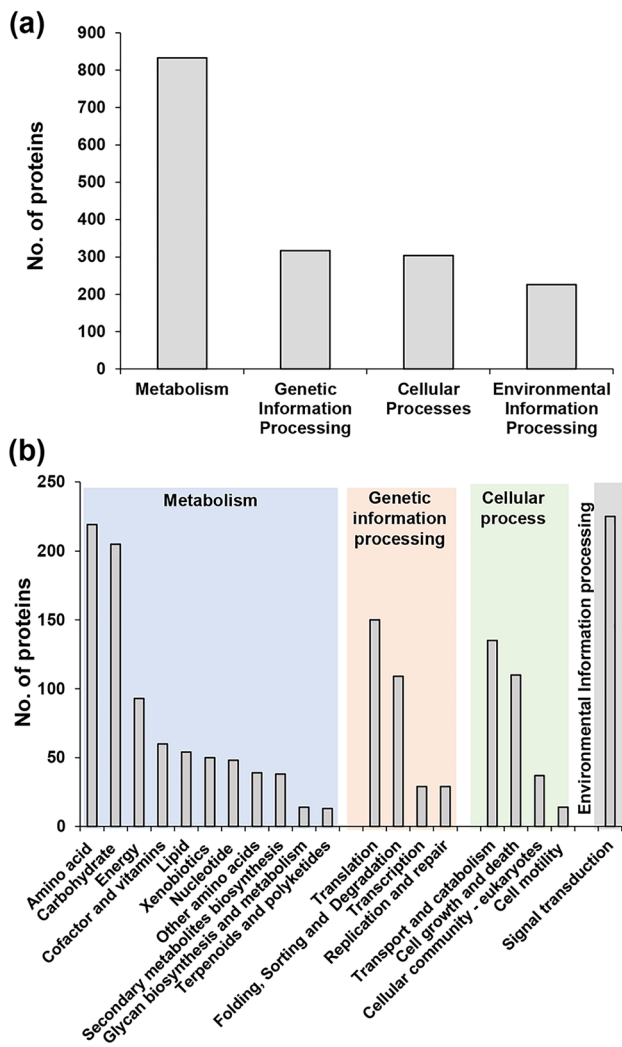 (a)
No. of proteins
900
800
700
600
500
400
300
200
100
0
Metabolism
Genetic
Information
Processing
Cellular
Processes
Environmental
Information
Processing
(b)
No. of proteins
250
200
150
100
50
0
Metabolism
Genetic
information
processing
Cellular
process
Environmental Information processing
Amino acid
Carbohydrate
Energy
Cofactor and vitamins
Lipid
Xenobiotics
Nucleotide
Other amino acids
Secondary metabolites biosynthesis
Glycan biosynthesis and metabolism
Terpenoids and polyketides
Translation
Folding, Sorting and Degradation
Transcription
Replication and repair
Transport and catabolism
Cell growth and death
Cellular community - eukaryotes
Cell motility
Signal transduction